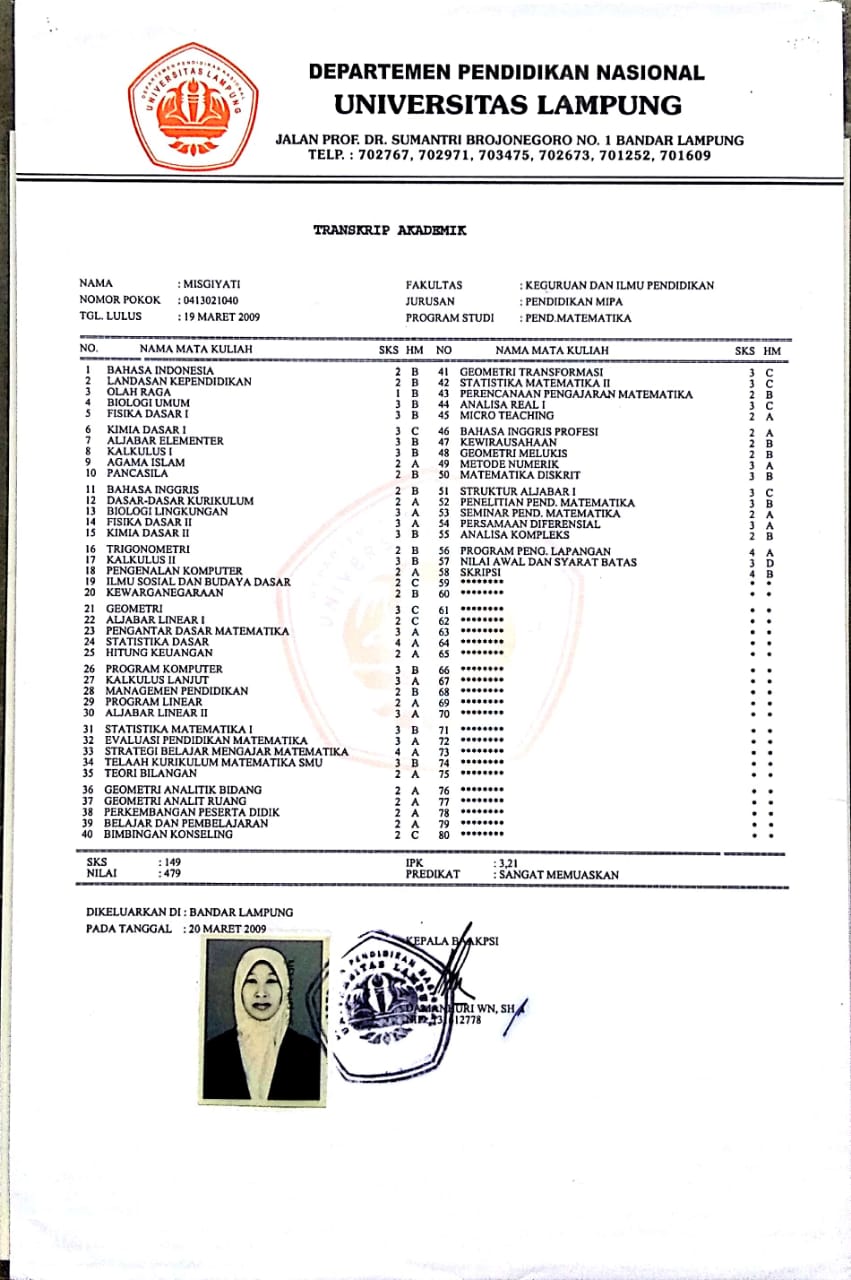 DEPARTEMEN PENDIDIKAN NASIONAL
UNIVERSITAS LAMPUNG
JALAN PROF. DR. SUMANTRI BROJONEGORO NO. 1 BANDAR LAMPUNG
TELP. : 702767, 702971, 703475, 702673, 701252, 701609
UNIVERSITAS LAMPUNG
TRANSKRIP AKADEMIK
NAMA : MISGIYATI FAKULTAS : KEGURUAN DAN ILMU PENDIDIKAN
NOMOR POKOK : 0413021040 JURUSAN : PENDIDIKAN MIPA
TGL. LULUS : 19 MARET 2009 PROGRAM STUDI : PEND.MATEMATIKA
NO. NAMA MATA KULIAH SKS HM NO NAMA MATA KULIAH SKS HM
1 BAHASA INDONESIA 2 B 41 GEOMETRI TRANSFORMASI 3 C
2 LANDASAN KEPENDIDIKAN 2 B 42 STATISTIKA MATEMATIKA II 3 C
3 OLAH RAGA 1 B 43 PERENCANAAN PENGAJARAN MATEMATIKA 2 B
4 BIOLOGI UMUM 3 B 44 ANALISA REAL I 3 C
5 FISIKA DASAR I 3 B 45 MICRO TEACHING 2 A
6 KIMIA DASAR I 3 C 46 BAHASA INGGRIS PROFESI 2 A
7 ALJABAR ELEMENTER 3 B 47 KEWIRAUSAHAAN 2 B
8 KALKULUS I 3 B 48 GEOMETRI MELUKIS 2 B
9 AGAMA ISLAM 2 A 49 METODE NUMERIK 3 A
10 PANCASILA 2 B 50 MATEMATIKA DISKRIT 3 B
11 BAHASA INGGRIS 2 B 51 STRUKTUR ALJABAR I 3 C
12 DASAR-DASAR KURIKULUM 2 A 52 PENELITIAN PEND. MATEMATIKA 3 B
13 BIOLOGI LINGKUNGAN 3 A 53 SEMINAR PEND. MATEMATIKA 2 A
14 FISIKA DASAR II 3 A 54 PERSAMAAN DIFERENSIAL 3 A
15 KIMIA DASAR II 3 B 55 ANALISA KOMPLEKS 2 B
16 TRIGONOMETRI 2 B 56 PROGRAM PENG. LAPANGAN 4 A
17 KALKULUS II 3 B 57 NILAI AWAL DAN SYARAT BATAS 3 D
18 PENGENALAN KOMPUTER 2 A 58 SKRIPSI 4 B
19 ILMU SOSIAL DAN BUDAYA DASAR 2 C 59 ******** * *
20 KEWARGANEGARAAN 2 B 60 ******** * *
21 GEOMETRI 3 C 61 ******** * *
22 ALJABAR LINEAR I 2 C 62 ******** * *
23 PENGANTAR DASAR MATEMATIKA 3 A 63 ******** * *
24 STATISTIKA DASAR 4 A 64 ******** * *
25 HITUNG KEUANGAN 2 A 65 ******** * *
26 PROGRAM KOMPUTER 3 B 66 ******** * *
27 KALKULUS LANJUT 3 A 67 ******** * *
28 MANAGEMEN PENDIDIKAN 2 B 68 ******** * *
29 PROGRAM LINEAR 2 A 69 ******** * *
30 ALJABAR LINEAR II 3 A 70 ******** * *
31 STATISTIKA MATEMATIKA I 3 B 71 ******** * *
32 EVALUASI PENDIDIKAN MATEMATIKA 3 A 72 ******** * *
33 STRATEGI BELAJAR MENGAJAR MATEMATIKA 4 A 73 ******** * *
34 TELAAH KURIKULUM MATEMATIKA SMU 3 B 74 ******** * *
35 TEORI BILANGAN 2 A 75 ******** * *
36 GEOMETRI ANALITIK BIDANG 2 A 76 ******** * *
37 GEOMETRI ANALIT RUANG 2 A 77 ******** * *
38 PERKEMBANGAN PESERTA DIDIK 2 A 78 ******** * *
39 BELAJAR DAN PEMBELAJARAN 2 A 79 ******** * *
40 BIMBINGAN KONSELING 2 C 80 ******** * *
SKS : 149 IPK : 3,21
NILAI : 479 PREDIKAT : SANGAT MEMUASKAN
DIKELUARKAN DI : BANDAR LAMPUNG
PADA TANGGAL : 20 MARET 2009
KEPALA BAAKPSI
DAMANHURI WN, SH